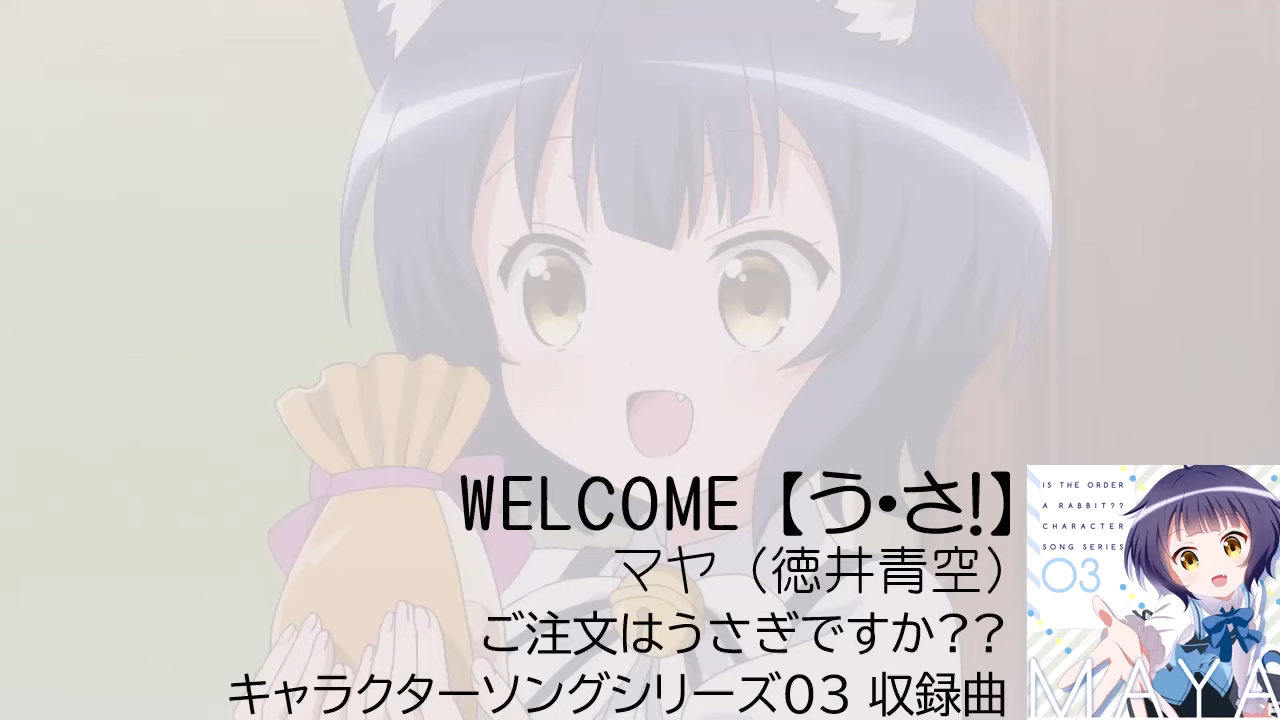 WELCOME【う・さ!】
マヤ（徳井青空）
ご注文はうさぎですか??
キャラクターソングシリーズ03 収録曲
IS THE ORDER
A RABBIT??
CHARACTER
SONG SERIES
03
MAYA